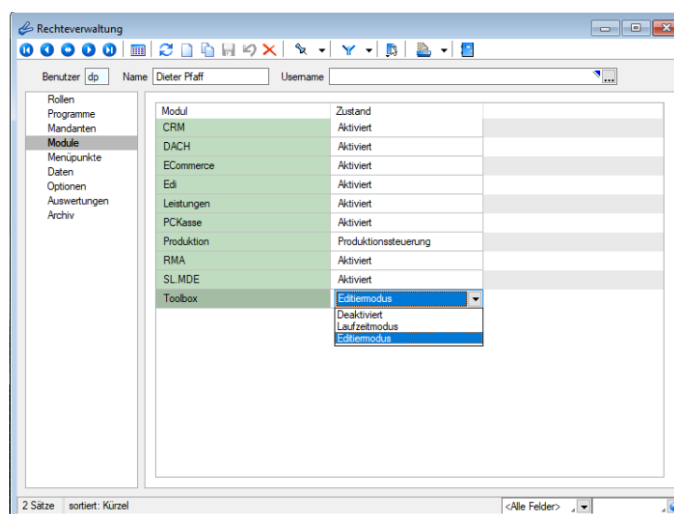 Rechteverwaltung
Benutzer dp Name Dieter Pfaff Username ...
Rollen
Programme
Mandanten
Module
Menüpunkte
Daten
Optionen
Auswertungen
Archiv
Modul Zustand
CRM Aktiviert
DACH Aktiviert
ECommerce Aktiviert
Edi Aktiviert
Leistungen Aktiviert
PCKasse Aktiviert
Produktion Produktionssteuerung
RMA Aktiviert
SL.MDE Aktiviert
Toolbox Editiermodus
Deaktiviert
Laufzeitmodus
Editiermodus
2 Sätze sortiert: Kürzel <Alle Felder>